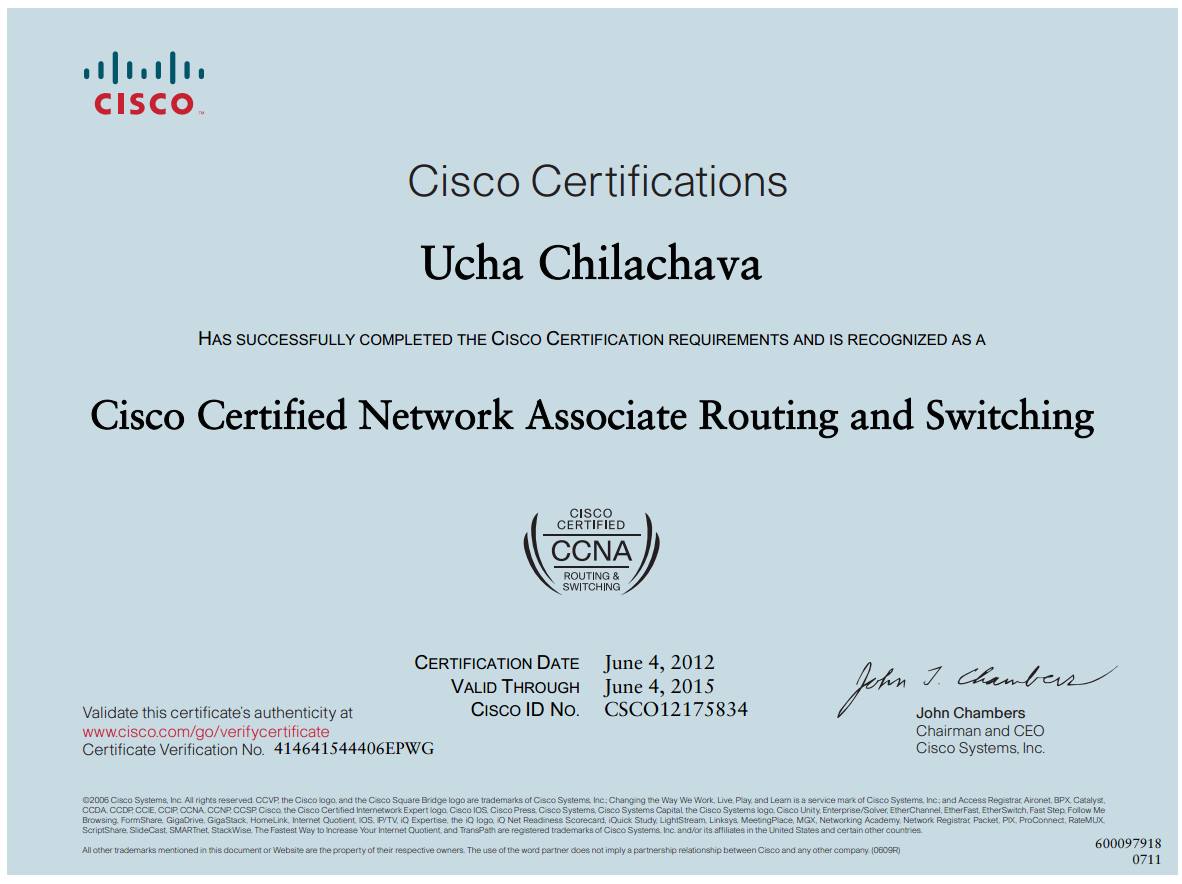 CISCO™
Cisco Certifications
Ucha Chilachava
HAS SUCCESSFULLY COMPLETED THE CISCO CERTIFICATION REQUIREMENTS AND IS RECOGNIZED AS A
Cisco Certified Network Associate Routing and Switching
CISCO
CERTIFIED
CCNA
ROUTING &
SWITCHING
CERTIFICATION DATE June 4, 2012
VALID THROUGH June 4, 2015
CISCO ID NO. CSCO12175834
Validate this certificate's authenticity at
www.cisco.com/go/verifycertificate
Certificate Verification No. 414641544406EPWG
John T. Chambers
John Chambers
Chairman and CEO
Cisco Systems, Inc.
©2006 Cisco Systems, Inc. All rights reserved. CCVP, the Cisco logo, and the Cisco Square Bridge logo are trademarks of Cisco Systems, Inc.; Changing the Way We Work, Live, Play, and Learn is a service mark of Cisco Systems, Inc.; and Access Registrar, Aironet, BPX, Catalyst,
CCDA, CCDP, CCIE, CCIP, CCNA, CCNP, CCSP, Cisco, the Cisco Certified Internetwork Expert logo, Cisco IOS, Cisco Press, Cisco Systems, Cisco Systems Capital, the Cisco Systems logo, Cisco Unity, Enterprise/Solver, EtherChannel, EtherFast, EtherSwitch, Fast Step, Follow Me
Browsing, FormShare, GigaDrive, GigaStack, HomeLink, Internet Quotient, IOS, IP/TV, iQ Expertise, the iQ logo, iQ Net Readiness Scorecard, iQuick Study, LightStream, Linksys, MeetingPlace, MGX, Networking Academy, Network Registrar, Packet, PIX, ProConnect, RateMUX,
ScriptShare, SlideCast, SMARTnet, StackWise, The Fastest Way to Increase Your Internet Quotient, and TransPath are registered trademarks of Cisco Systems, Inc. and/or its affiliates in the United States and certain other countries.
All other trademarks mentioned in this document or Website are the property of their respective owners. The use of the word partner does not imply a partnership relationship between Cisco and any other company. (0609R)
600097918
0711